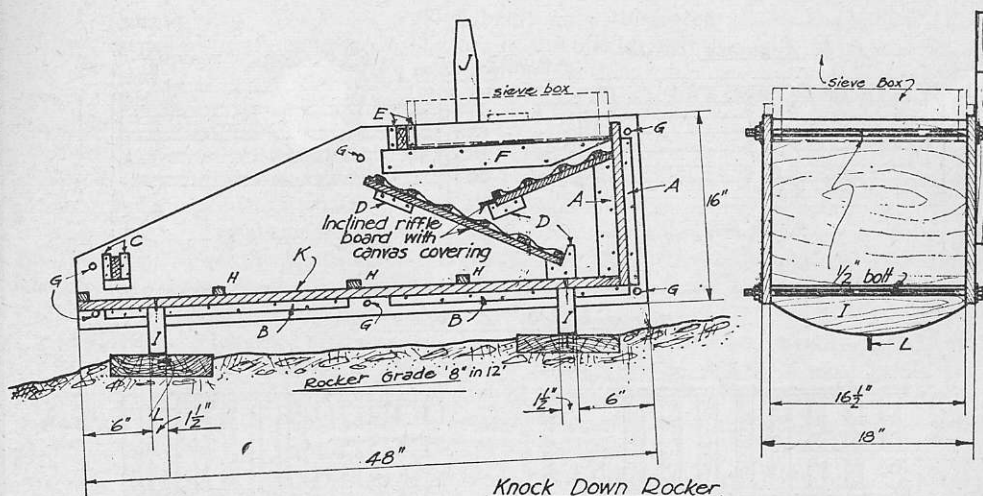 J
sieve box
sieve Box
E
G
G
F
A
A
16"
D
D
Inclined riffle
board with
canvas covering
C
G
G
H
K
H
H
½" bolt
B
G
B
G
I
I
I
L
Rocker Grade '8" in 12'
6"
L
1½"
1½"
6"
16½"
48"
18"
Knock Down Rocker